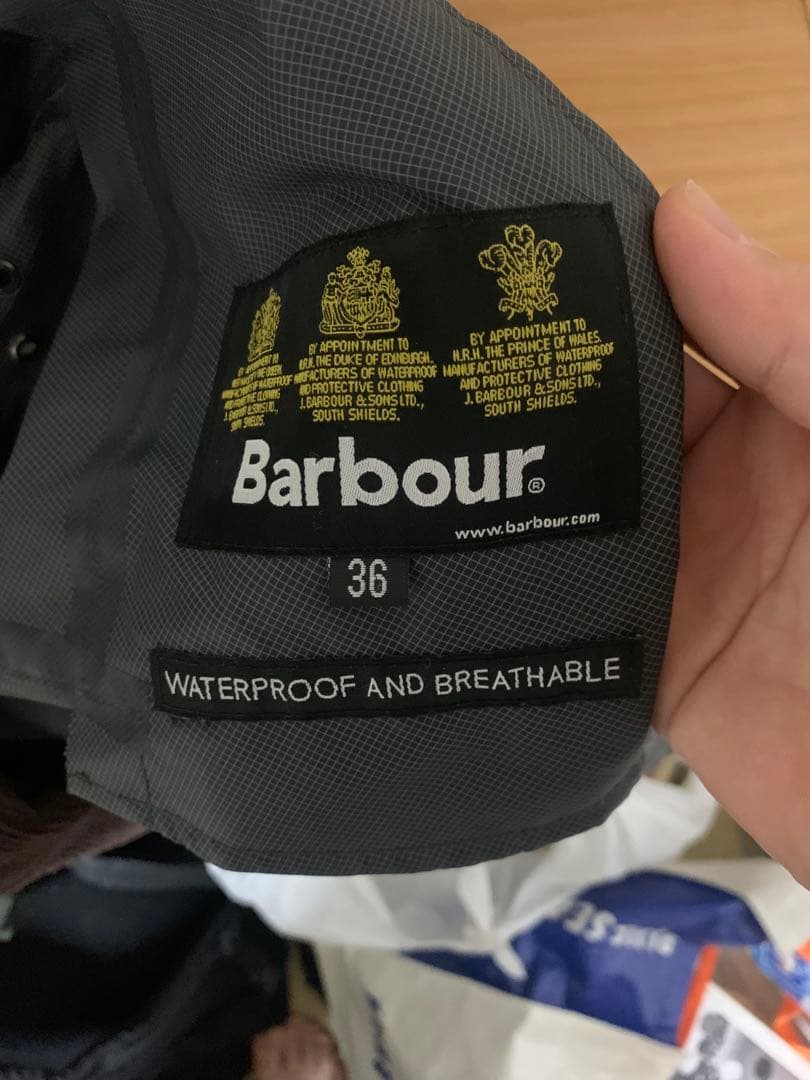 BY APPOINTMENT TO
H.R.H. THE DUKE OF EDINBURGH.
MANUFACTURERS OF WATERPROOF
AND PROTECTIVE CLOTHING
J. BARBOUR & SONS LTD.,
SOUTH SHIELDS.
BY APPOINTMENT TO
H.R.H. THE PRINCE OF WALES.
MANUFACTURERS OF WATERPROOF
AND PROTECTIVE CLOTHING
J. BARBOUR & SONS LTD.,
SOUTH SHIELDS.
Barbour®
www.barbour.com
36
WATERPROOF AND BREATHABLE